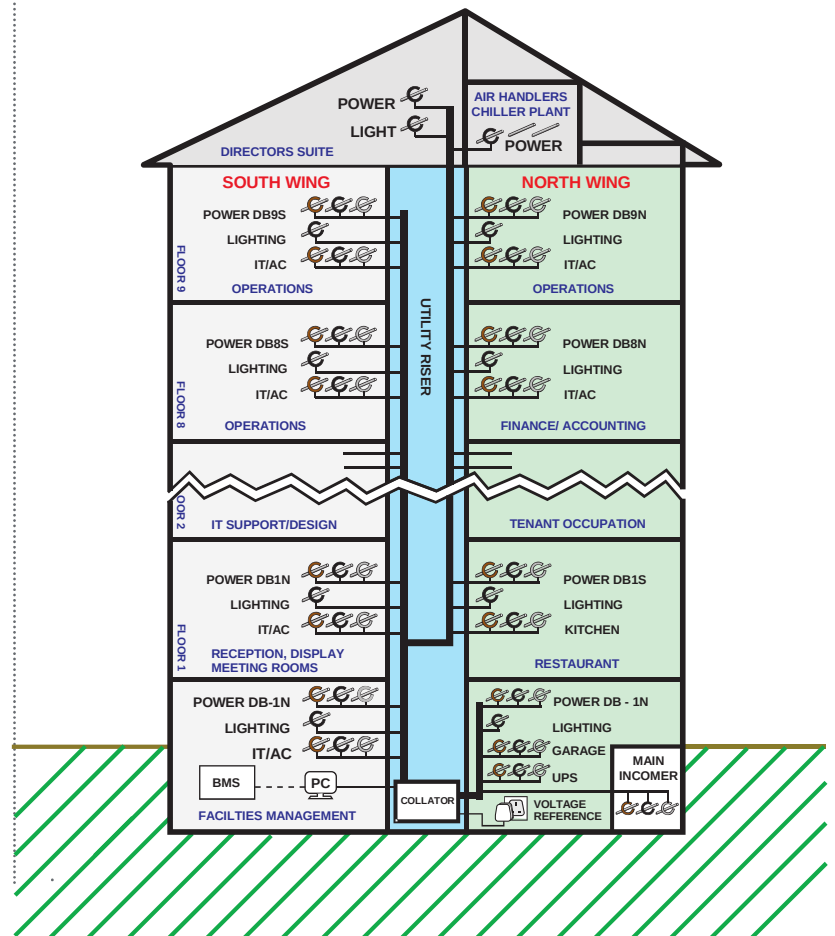 POWER
LIGHT
DIRECTORS SUITE
AIR HANDLERS
CHILLER PLANT
POWER
SOUTH WING
POWER DB9S
LIGHTING
IT/AC
OPERATIONS
FLOOR 9
NORTH WING
POWER DB9N
LIGHTING
IT/AC
OPERATIONS
UTILITY RISER
POWER DB8S
LIGHTING
IT/AC
OPERATIONS
FLOOR 8
POWER DB8N
LIGHTING
IT/AC
FINANCE/ ACCOUNTING
OOR 2
IT SUPPORT/DESIGN
TENANT OCCUPATION
POWER DB1N
LIGHTING
IT/AC
RECEPTION, DISPLAY
MEETING ROOMS
FLOOR 1
POWER DB1S
LIGHTING
KITCHEN
RESTAURANT
POWER DB-1N
LIGHTING
IT/AC
BMS
PC
FACILTIES MANAGEMENT
COLLATOR
POWER DB - 1N
LIGHTING
GARAGE
UPS
VOLTAGE
REFERENCE
MAIN
INCOMER